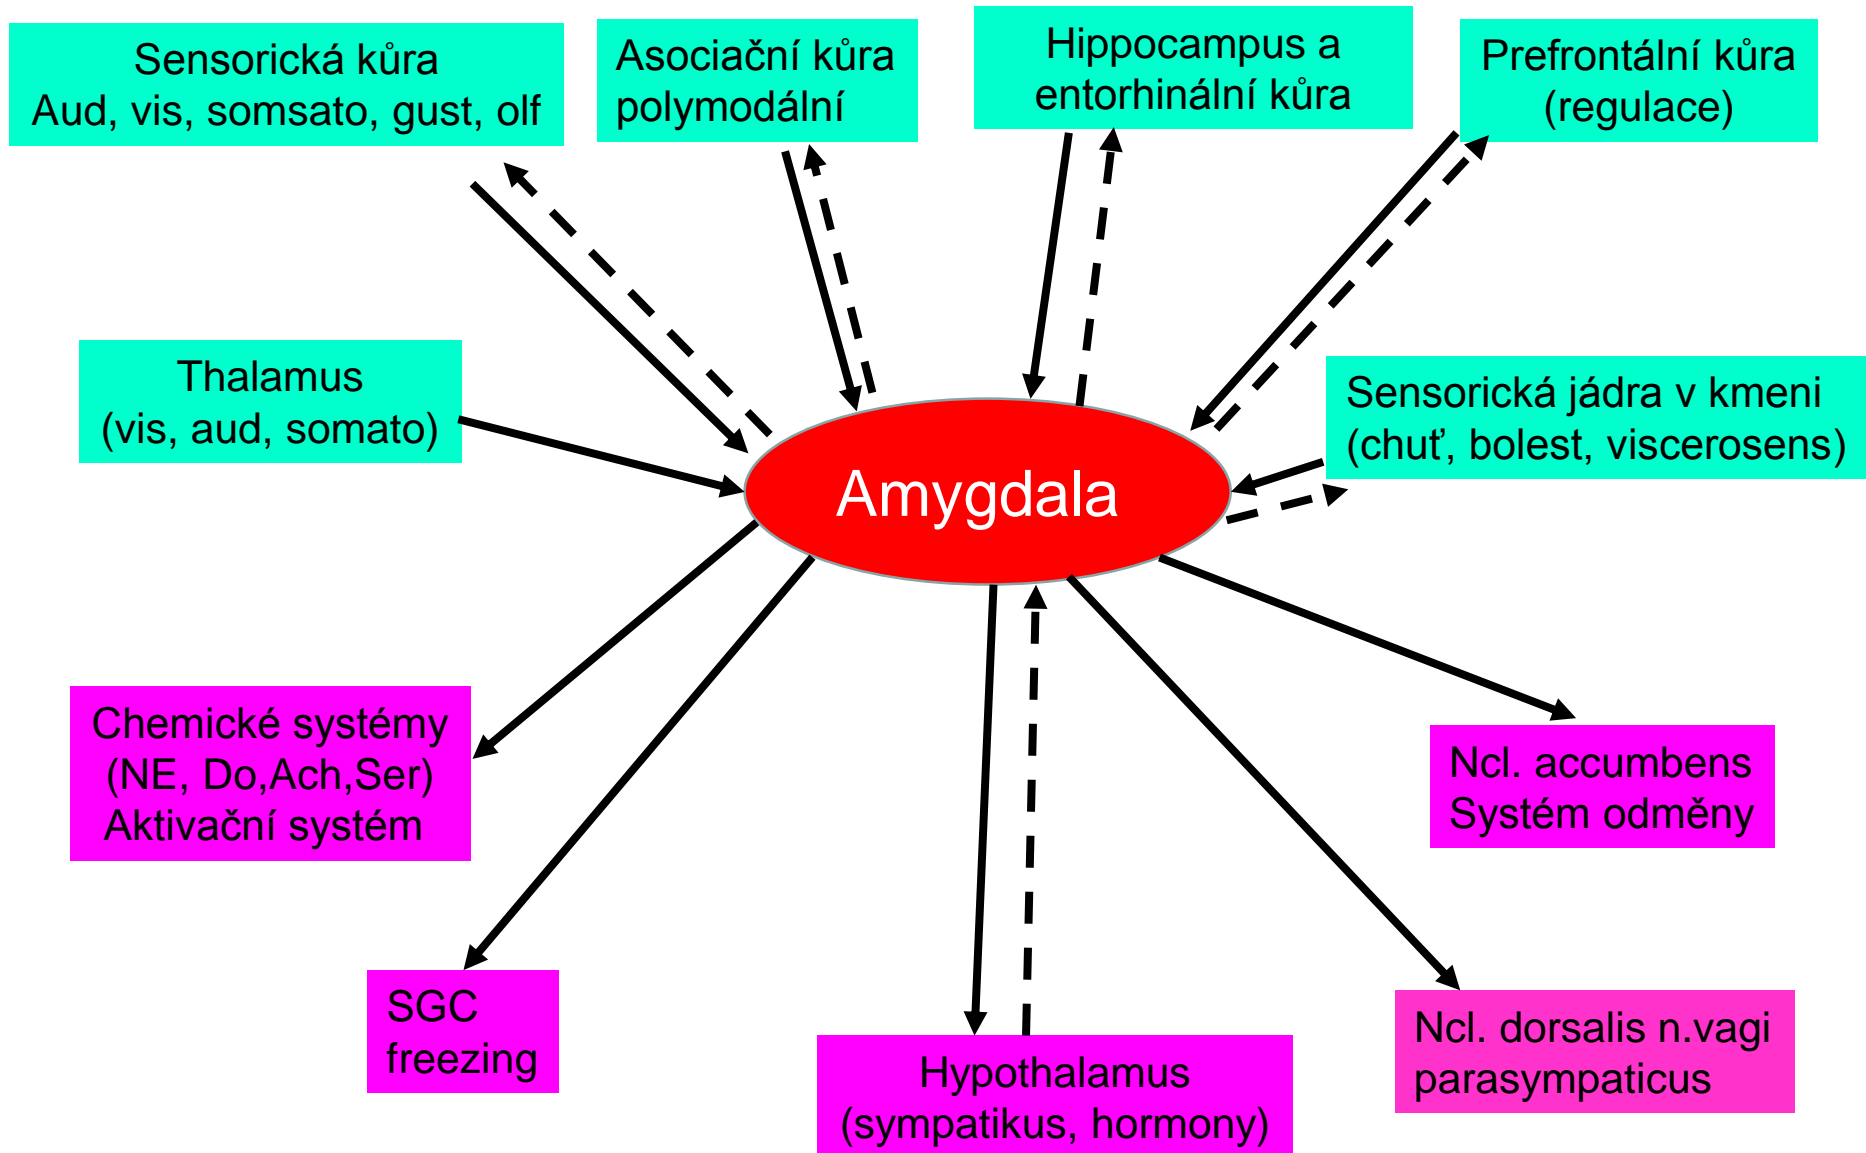 Sensorická kůra
Aud, vis, somsato, gust, olf
Asociační kůra
polymodální
Hippocampus a
entorhinální kůra
Prefrontální kůra
(regulace)
Thalamus
(vis, aud, somato)
Sensorická jádra v kmeni
(chuť, bolest, viscerosens)
Amygdala
Chemické systémy
(NE, Do,Ach,Ser)
Aktivační systém
Ncl. accumbens
Systém odměny
SGC
freezing
Hypothalamus
(sympatikus, hormony)
Ncl. dorsalis n.vagi
parasympaticus